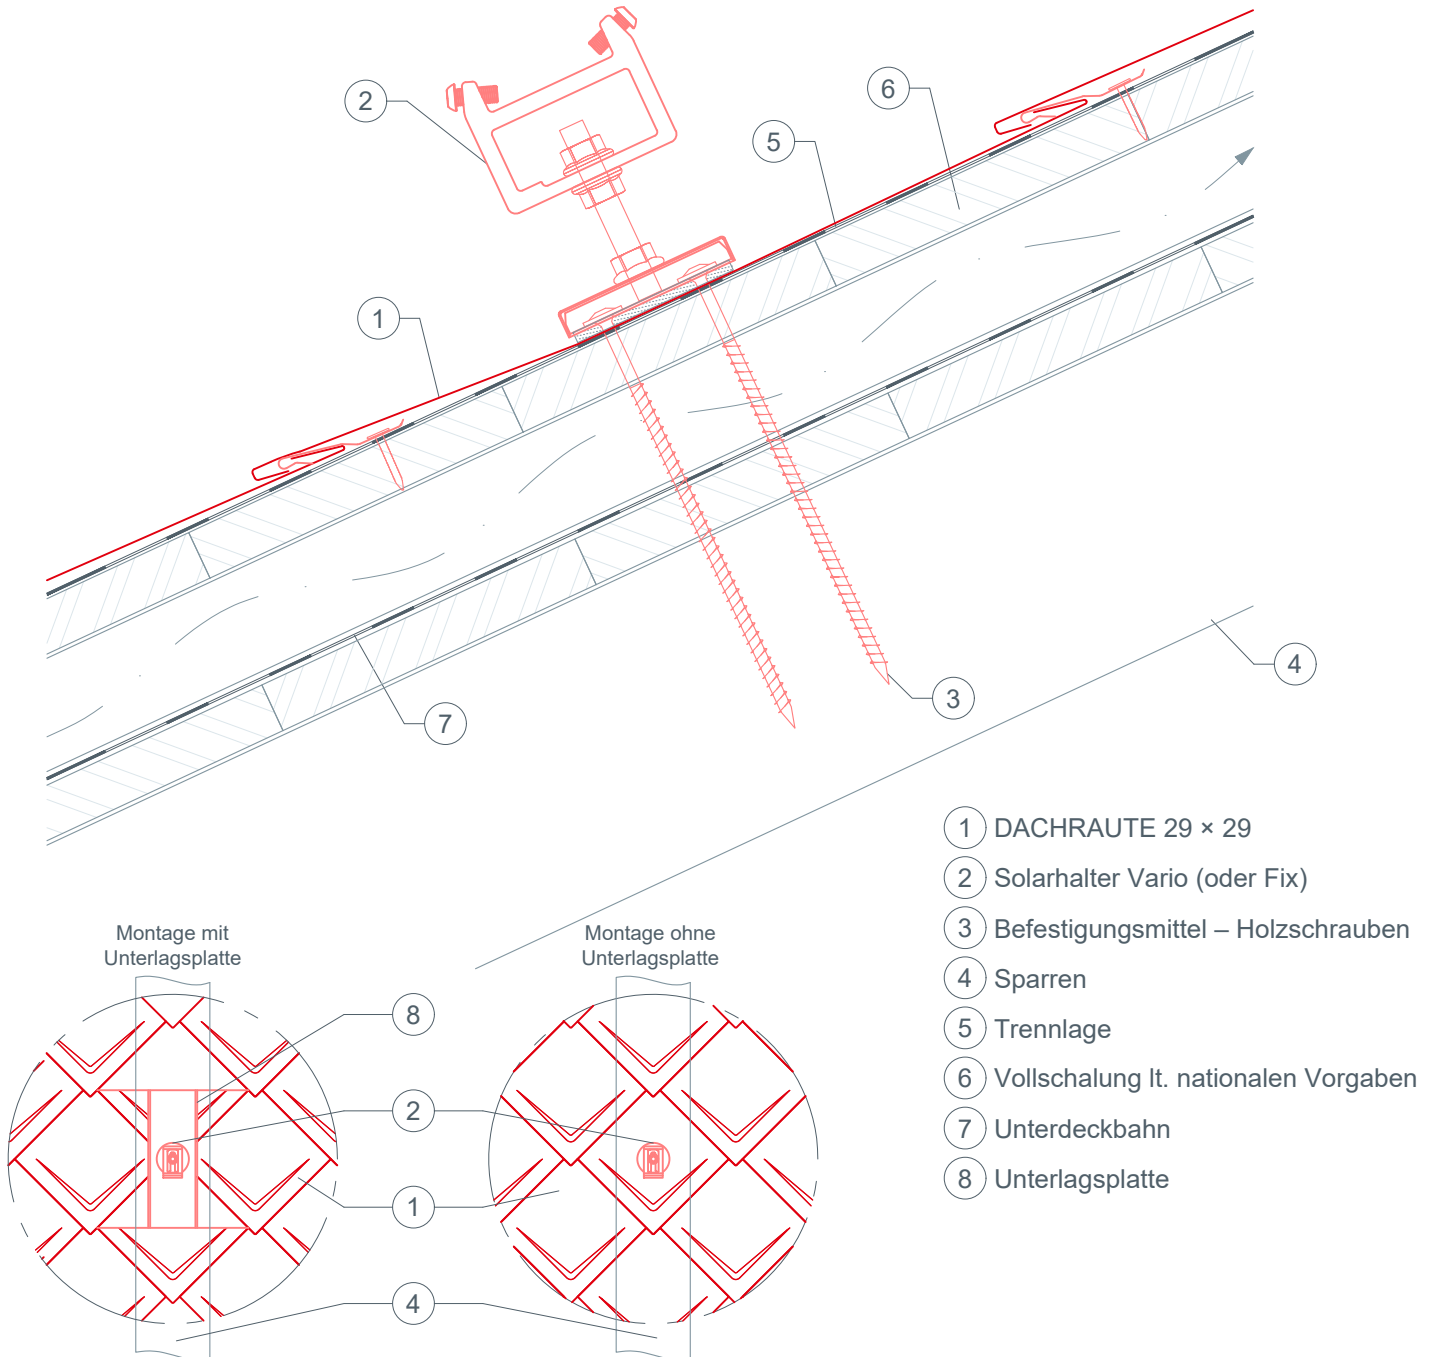 2
6
5
1
4
3
7
1 DACHRAUTE 29 × 29
2 Solarhalter Vario (oder Fix)
3 Befestigungsmittel – Holzschrauben
4 Sparren
5 Trennlage
6 Vollschalung lt. nationalen Vorgaben
7 Unterdeckbahn
8 Unterlagsplatte
Montage mit
Unterlagsplatte
Montage ohne
Unterlagsplatte
8
2
1
4